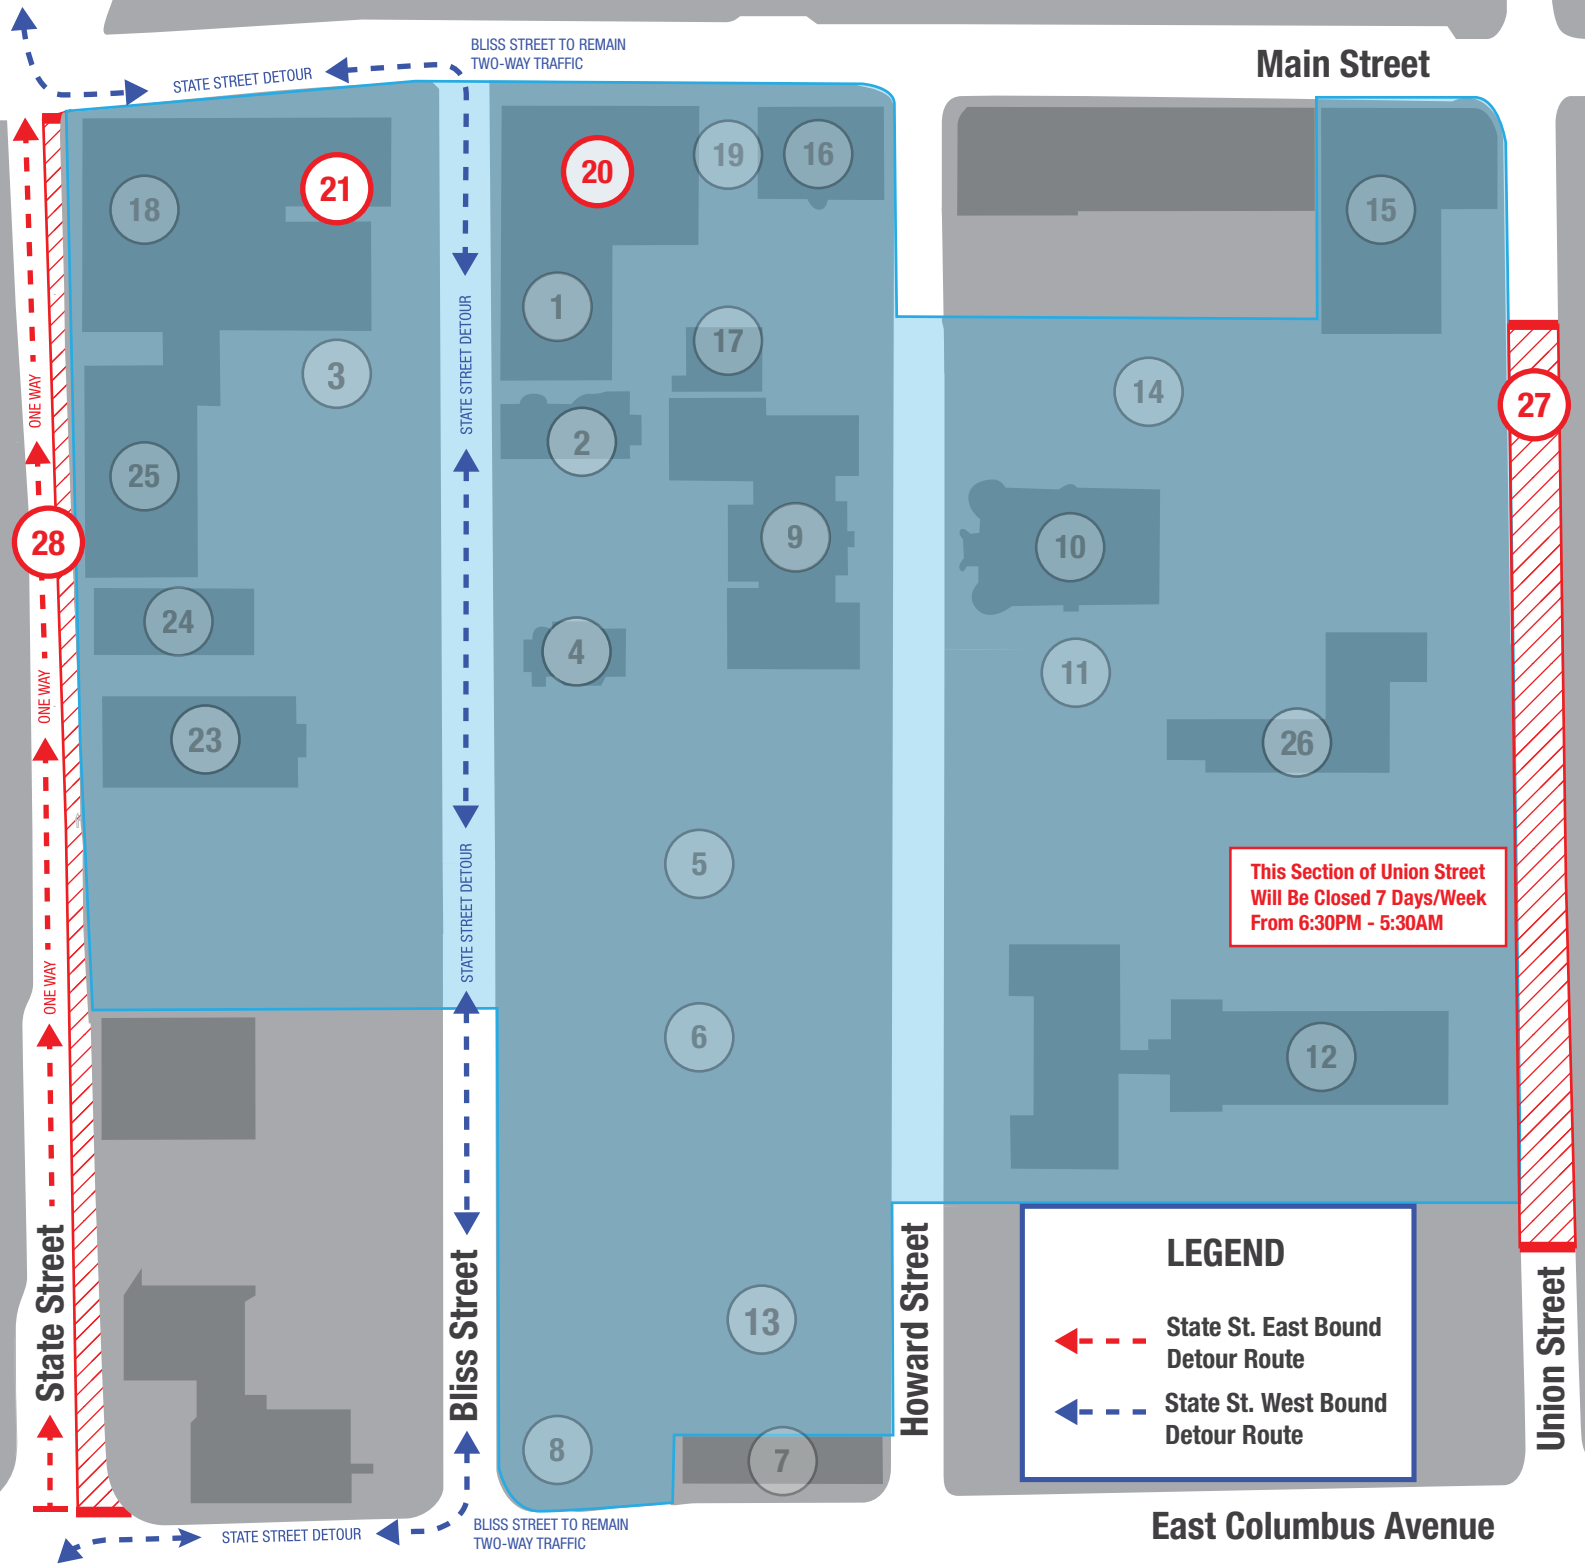 BLISS STREET TO REMAIN
TWO-WAY TRAFFIC
Main Street
STATE STREET DETOUR
19
16
20
21
18
15
1
STATE STREET DETOUR
17
3
14
ONE WAY
27
2
25
9
28
10
24
4
11
ONE WAY
23
26
5
This Section of Union Street
Will Be Closed 7 Days/Week
From 6:30PM - 5:30AM
STATE STREET DETOUR
ONE WAY
6
12
LEGEND
State Street
Bliss Street
13
Howard Street
State St. East Bound
Detour Route
Union Street
State St. West Bound
Detour Route
8
7
BLISS STREET TO REMAIN
TWO-WAY TRAFFIC
STATE STREET DETOUR
East Columbus Avenue